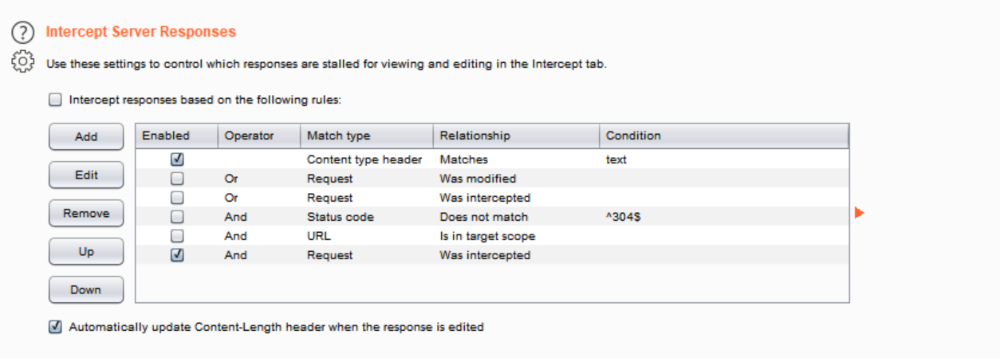 Intercept Server Responses
Use these settings to control which responses are stalled for viewing and editing in the Intercept tab.
Intercept responses based on the following rules:
Add
Edit
Remove
Up
Down
Enabled Operator Match type Relationship Condition
Content type header Matches text
Or Request Was modified
Or Request Was intercepted
And Status code Does not match ^304$
And URL Is in target scope
And Request Was intercepted
Automatically update Content-Length header when the response is edited